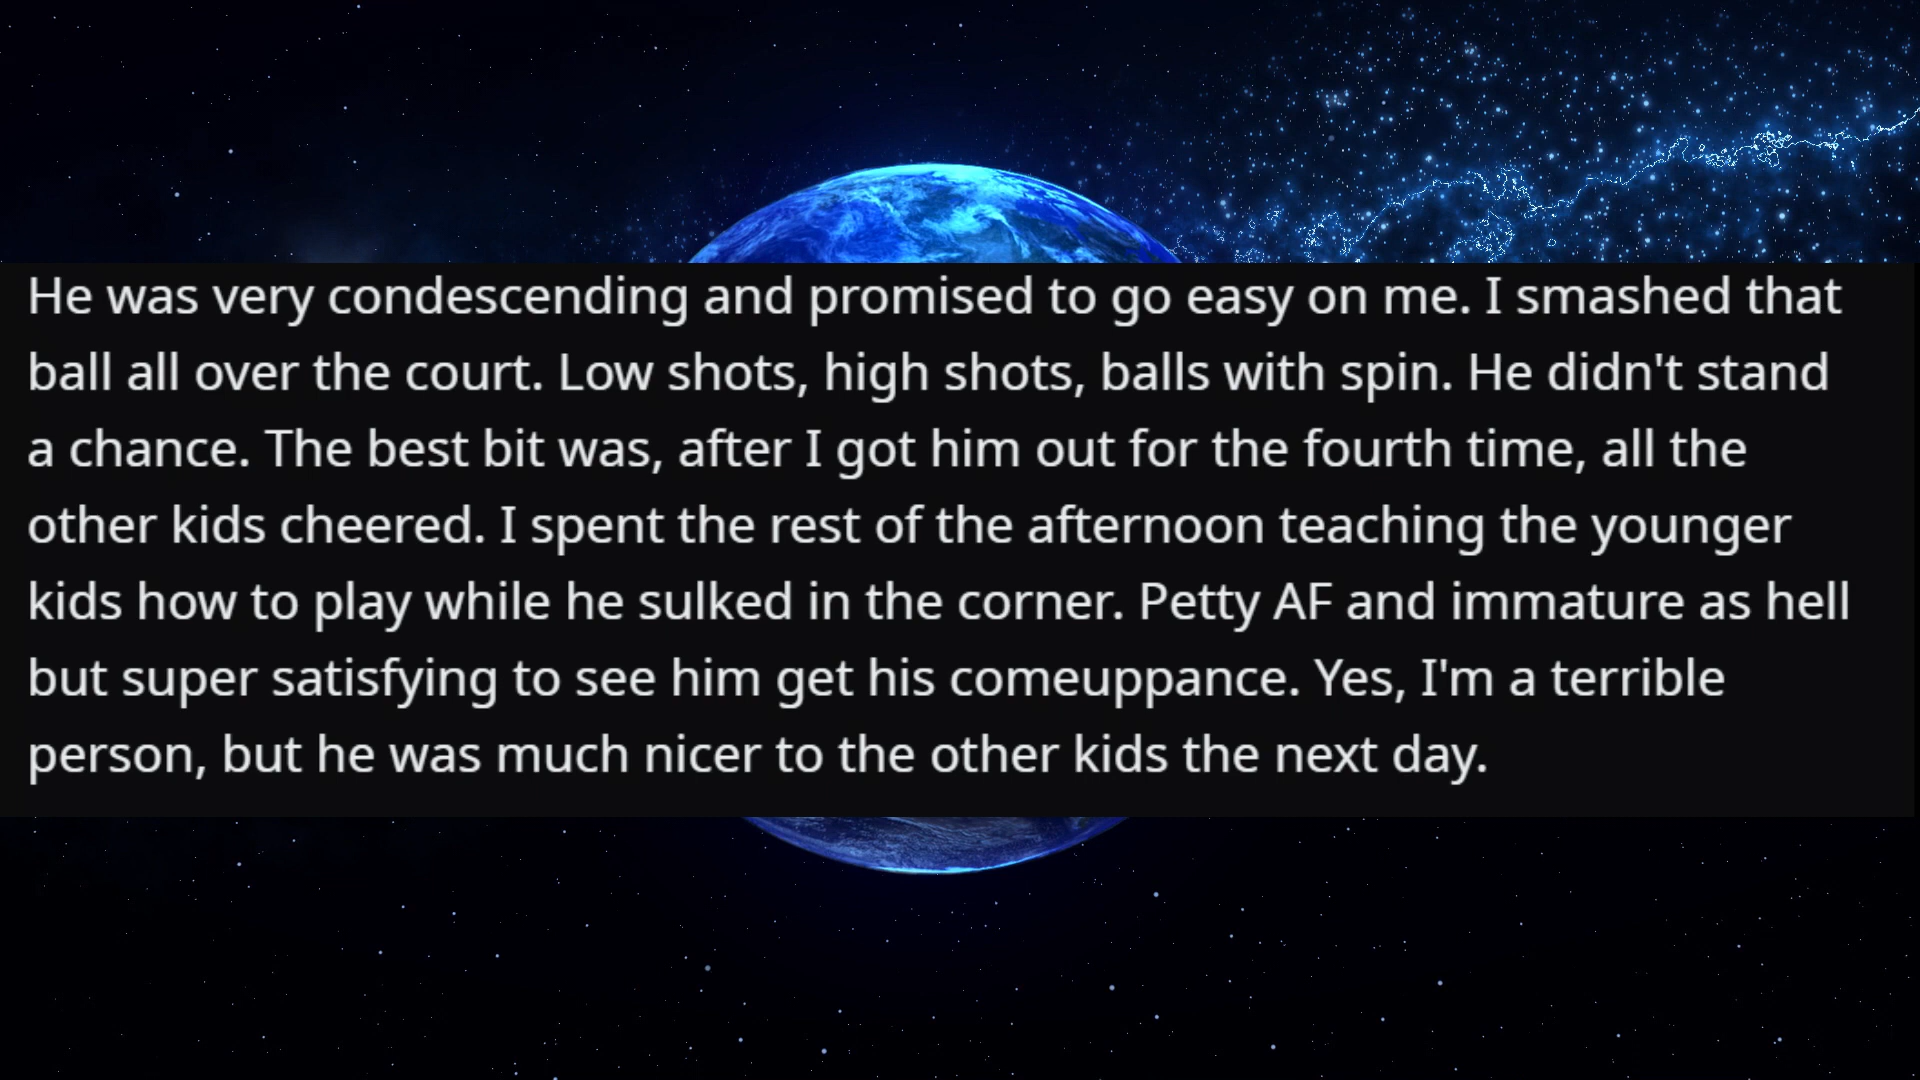 He was very condescending and promised to go easy on me. I smashed that
ball all over the court. Low shots, high shots, balls with spin. He didn't stand
a chance. The best bit was, after I got him out for the fourth time, all the
other kids cheered. I spent the rest of the afternoon teaching the younger
kids how to play while he sulked in the corner. Petty AF and immature as hell
but super satisfying to see him get his comeuppance. Yes, I'm a terrible
person, but he was much nicer to the other kids the next day.